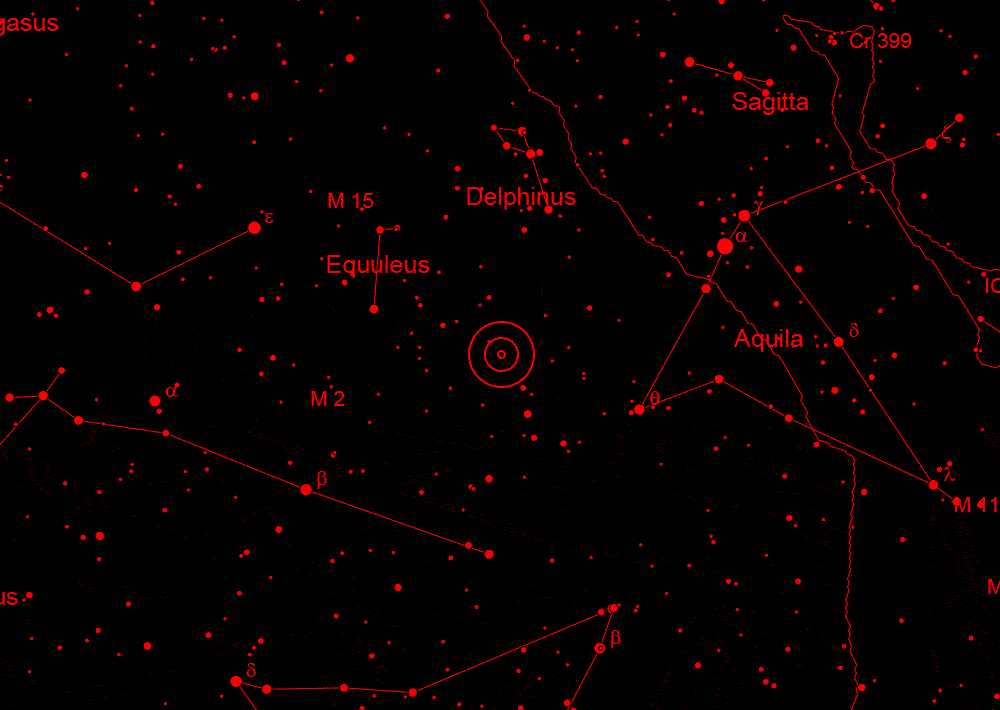 gasus
Cr 399
Sagitta
ζ
M 15
Delphinus
γ
ε
α
Equuleus
IC
Aquila
δ
α
M 2
θ
β
λ
M 11
M
us
β
δ